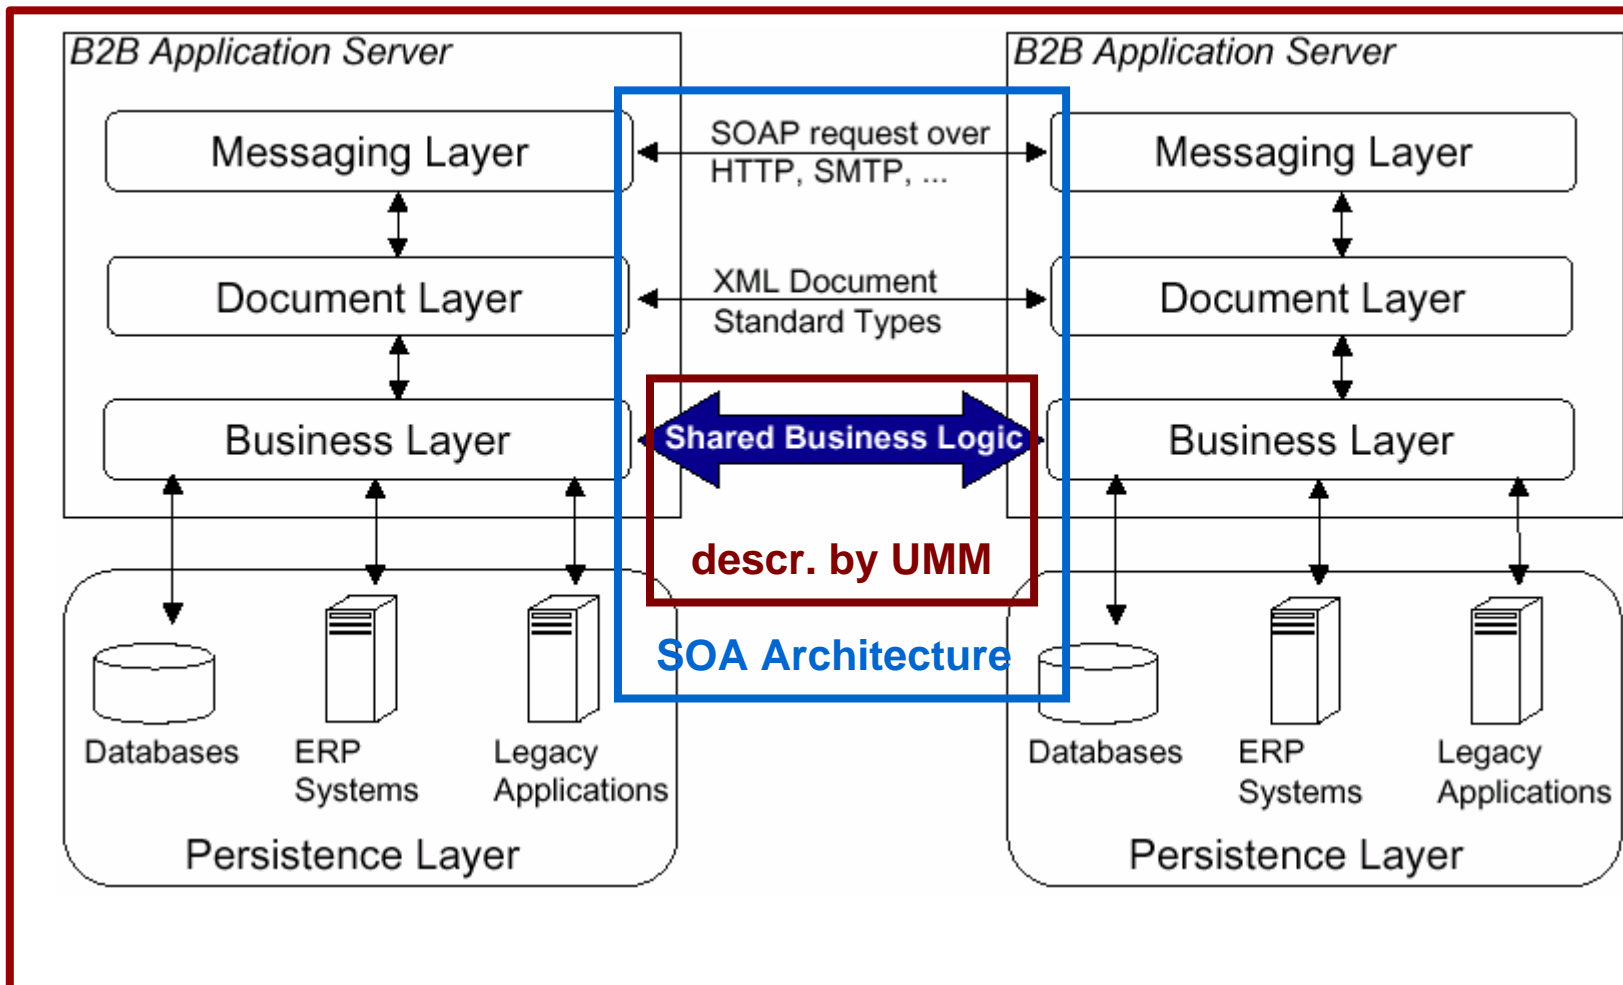 B2B Application Server
B2B Application Server
Messaging Layer
SOAP request over
HTTP, SMTP, ...
Messaging Layer
Document Layer
XML Document
Standard Types
Document Layer
Business Layer
Shared Business Logic
Business Layer
descr. by UMM
SOA Architecture
Databases
ERP
Systems
Legacy
Applications
Databases
ERP
Systems
Legacy
Applications
Persistence Layer
Persistence Layer